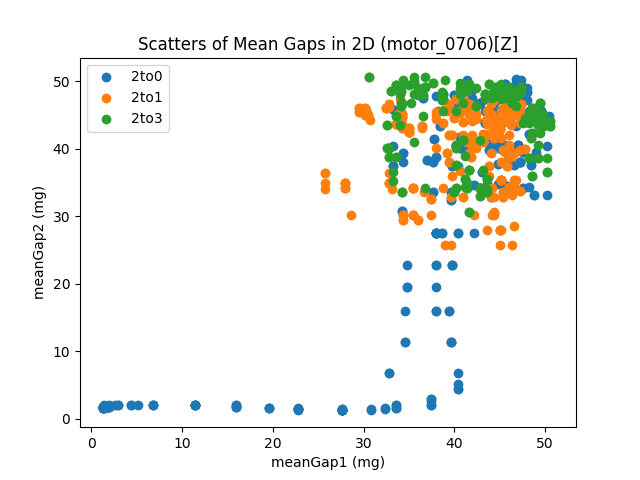 Scatters of Mean Gaps in 2D (motor_0706)[Z]
2to0
2to1
2to3
meanGap2 (mg)
50
40
30
20
10
0
0 10 20 30 40 50
meanGap1 (mg)